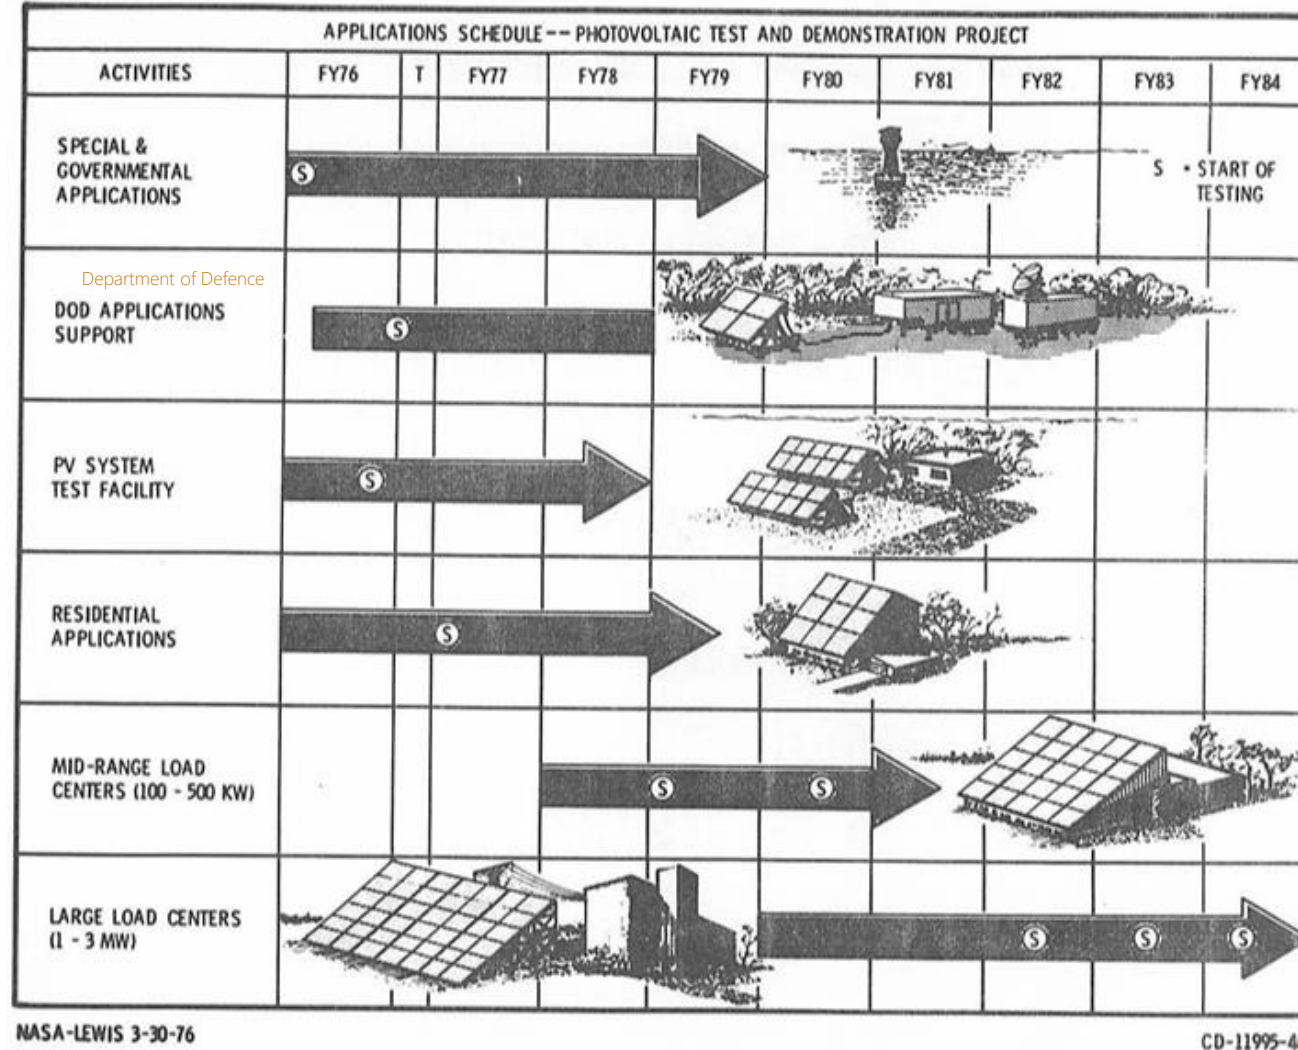 APPLICATIONS SCHEDULE -- PHOTOVOLTAIC TEST AND DEMONSTRATION PROJECT
ACTIVITIES FY76 T FY77 FY78 FY79 FY80 FY81 FY82 FY83 FY84
SPECIAL &
GOVERNMENTAL
APPLICATIONS
S
S • START OF
TESTING
Department of Defence
DOD APPLICATIONS
SUPPORT
S
PV SYSTEM
TEST FACILITY
S
RESIDENTIAL
APPLICATIONS
S
MID-RANGE LOAD
CENTERS (100 - 500 KW)
S S
LARGE LOAD CENTERS
(1 - 3 MW)
S S S
NASA-LEWIS 3-30-76
CD-11995-4